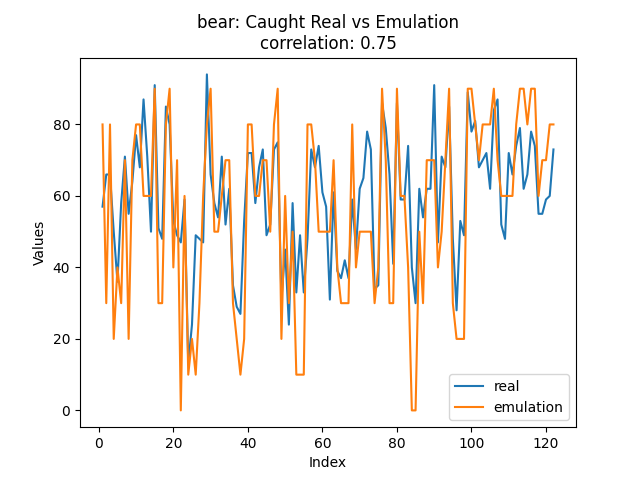 bear: Caught Real vs Emulation
correlation: 0.75
Values
80
60
40
20
0
0 20 40 60 80 100 120
Index
real
emulation